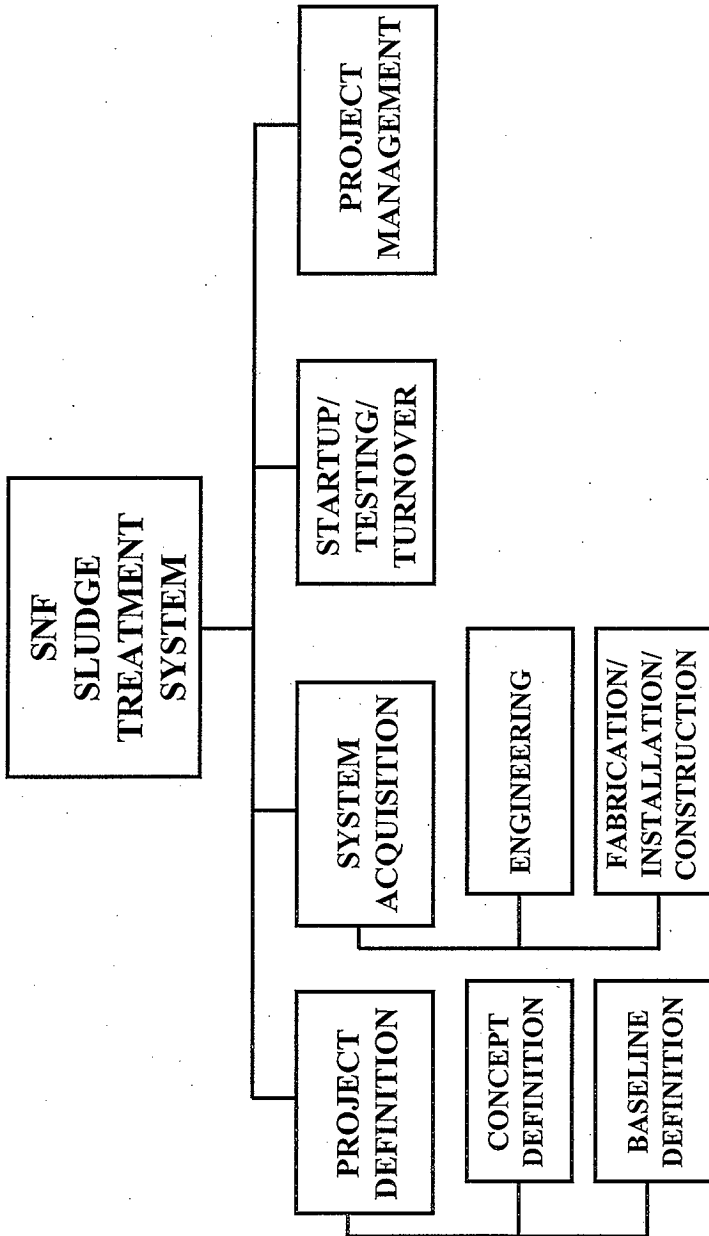 SNF
SLUDGE
TREATMENT
SYSTEM
PROJECT
DEFINITION
SYSTEM
ACQUISITION
STARTUP/
TESTING/
TURNOVER
PROJECT
MANAGEMENT
CONCEPT
DEFINITION
BASELINE
DEFINITION
ENGINEERING
FABRICATION/
INSTALLATION/
CONSTRUCTION